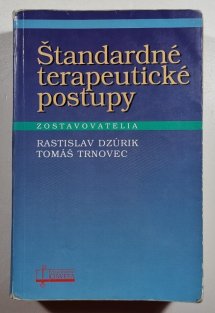 Štandardné
terapeutické
postupy
ZOSTAVOVATELIA
RASTISLAV DZÚRIK
TOMÁŠ TRNOVEC